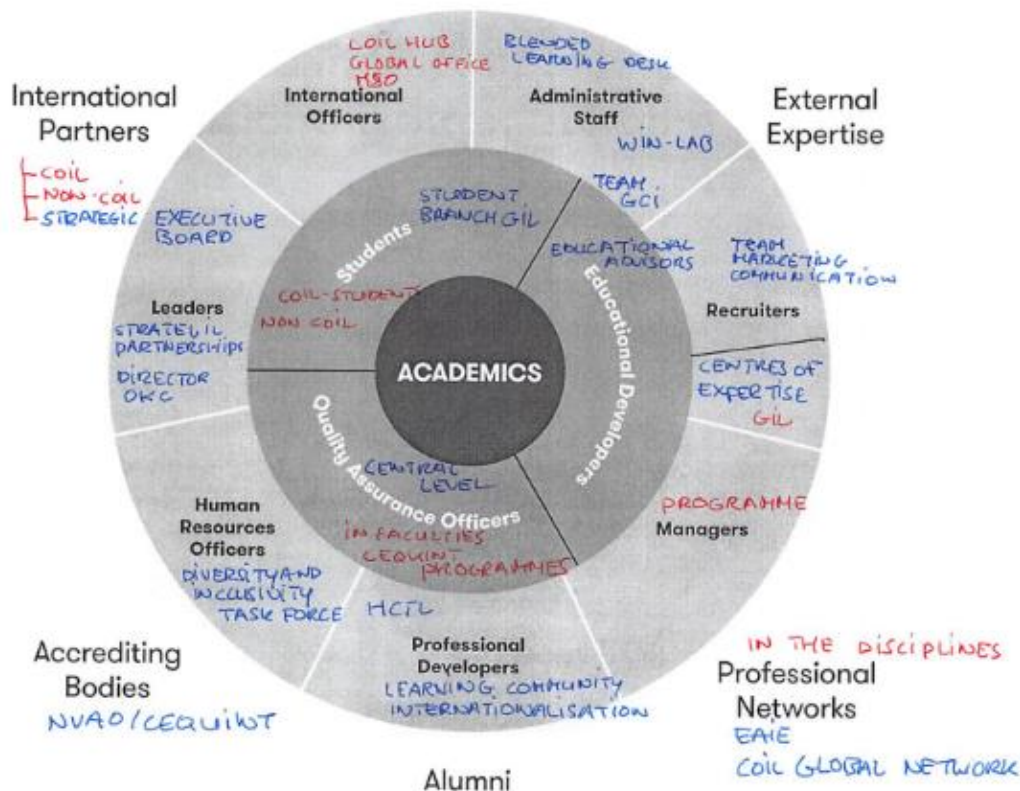 COIL HUB
GLOBAL OFFICE
MSO
International
Officers
BLENDED
LEARNING DESK
Administrative
Staff
WIN-LAB
International
Partners
COIL
NON-COIL
STRATEGIC
External
Expertise
EXECUTIVE
BOARD
Leaders
STRATEGIC
PARTNERSHIPS
DIRECTOR
OKC
Students
STUDENT
BRANCH GIL
COIL-STUDENTS
NON COIL
TEAM
GCI
EDUCATIONAL
ADVISORS
Educational Developers
TEAM
MARKETING
COMMUNICATION
Recruiters
ACADEMICS
CENTRES OF
EXPERTISE
GIL
Quality Assurance Officers
CENTRAL
LEVEL
IN FACULTIES
CEQUINT
PROGRAMMES
PROGRAMME
Managers
Human
Resources
Officers
DIVERSITY AND
INCLUSIVITY
TASK FORCE
HCTL
Professional
Developers
LEARNING COMMUNITY
INTERNATIONALISATION
Accrediting
Bodies
NVAO/CEQUINT
IN THE DISCIPLINES
Professional
Networks
EAIE
COIL GLOBAL NETWORK
Alumni